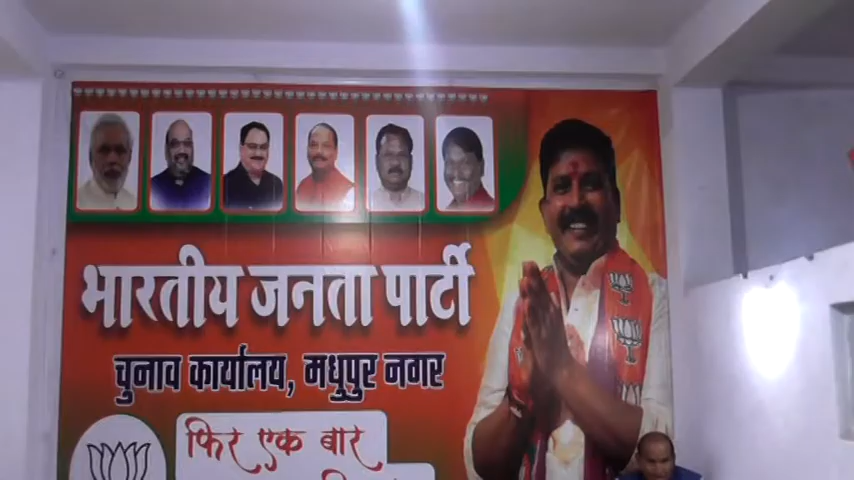 भारतीय जनता पार्टी
चुनाव कार्यालय, मधुपुर नगर
फिर एक बार